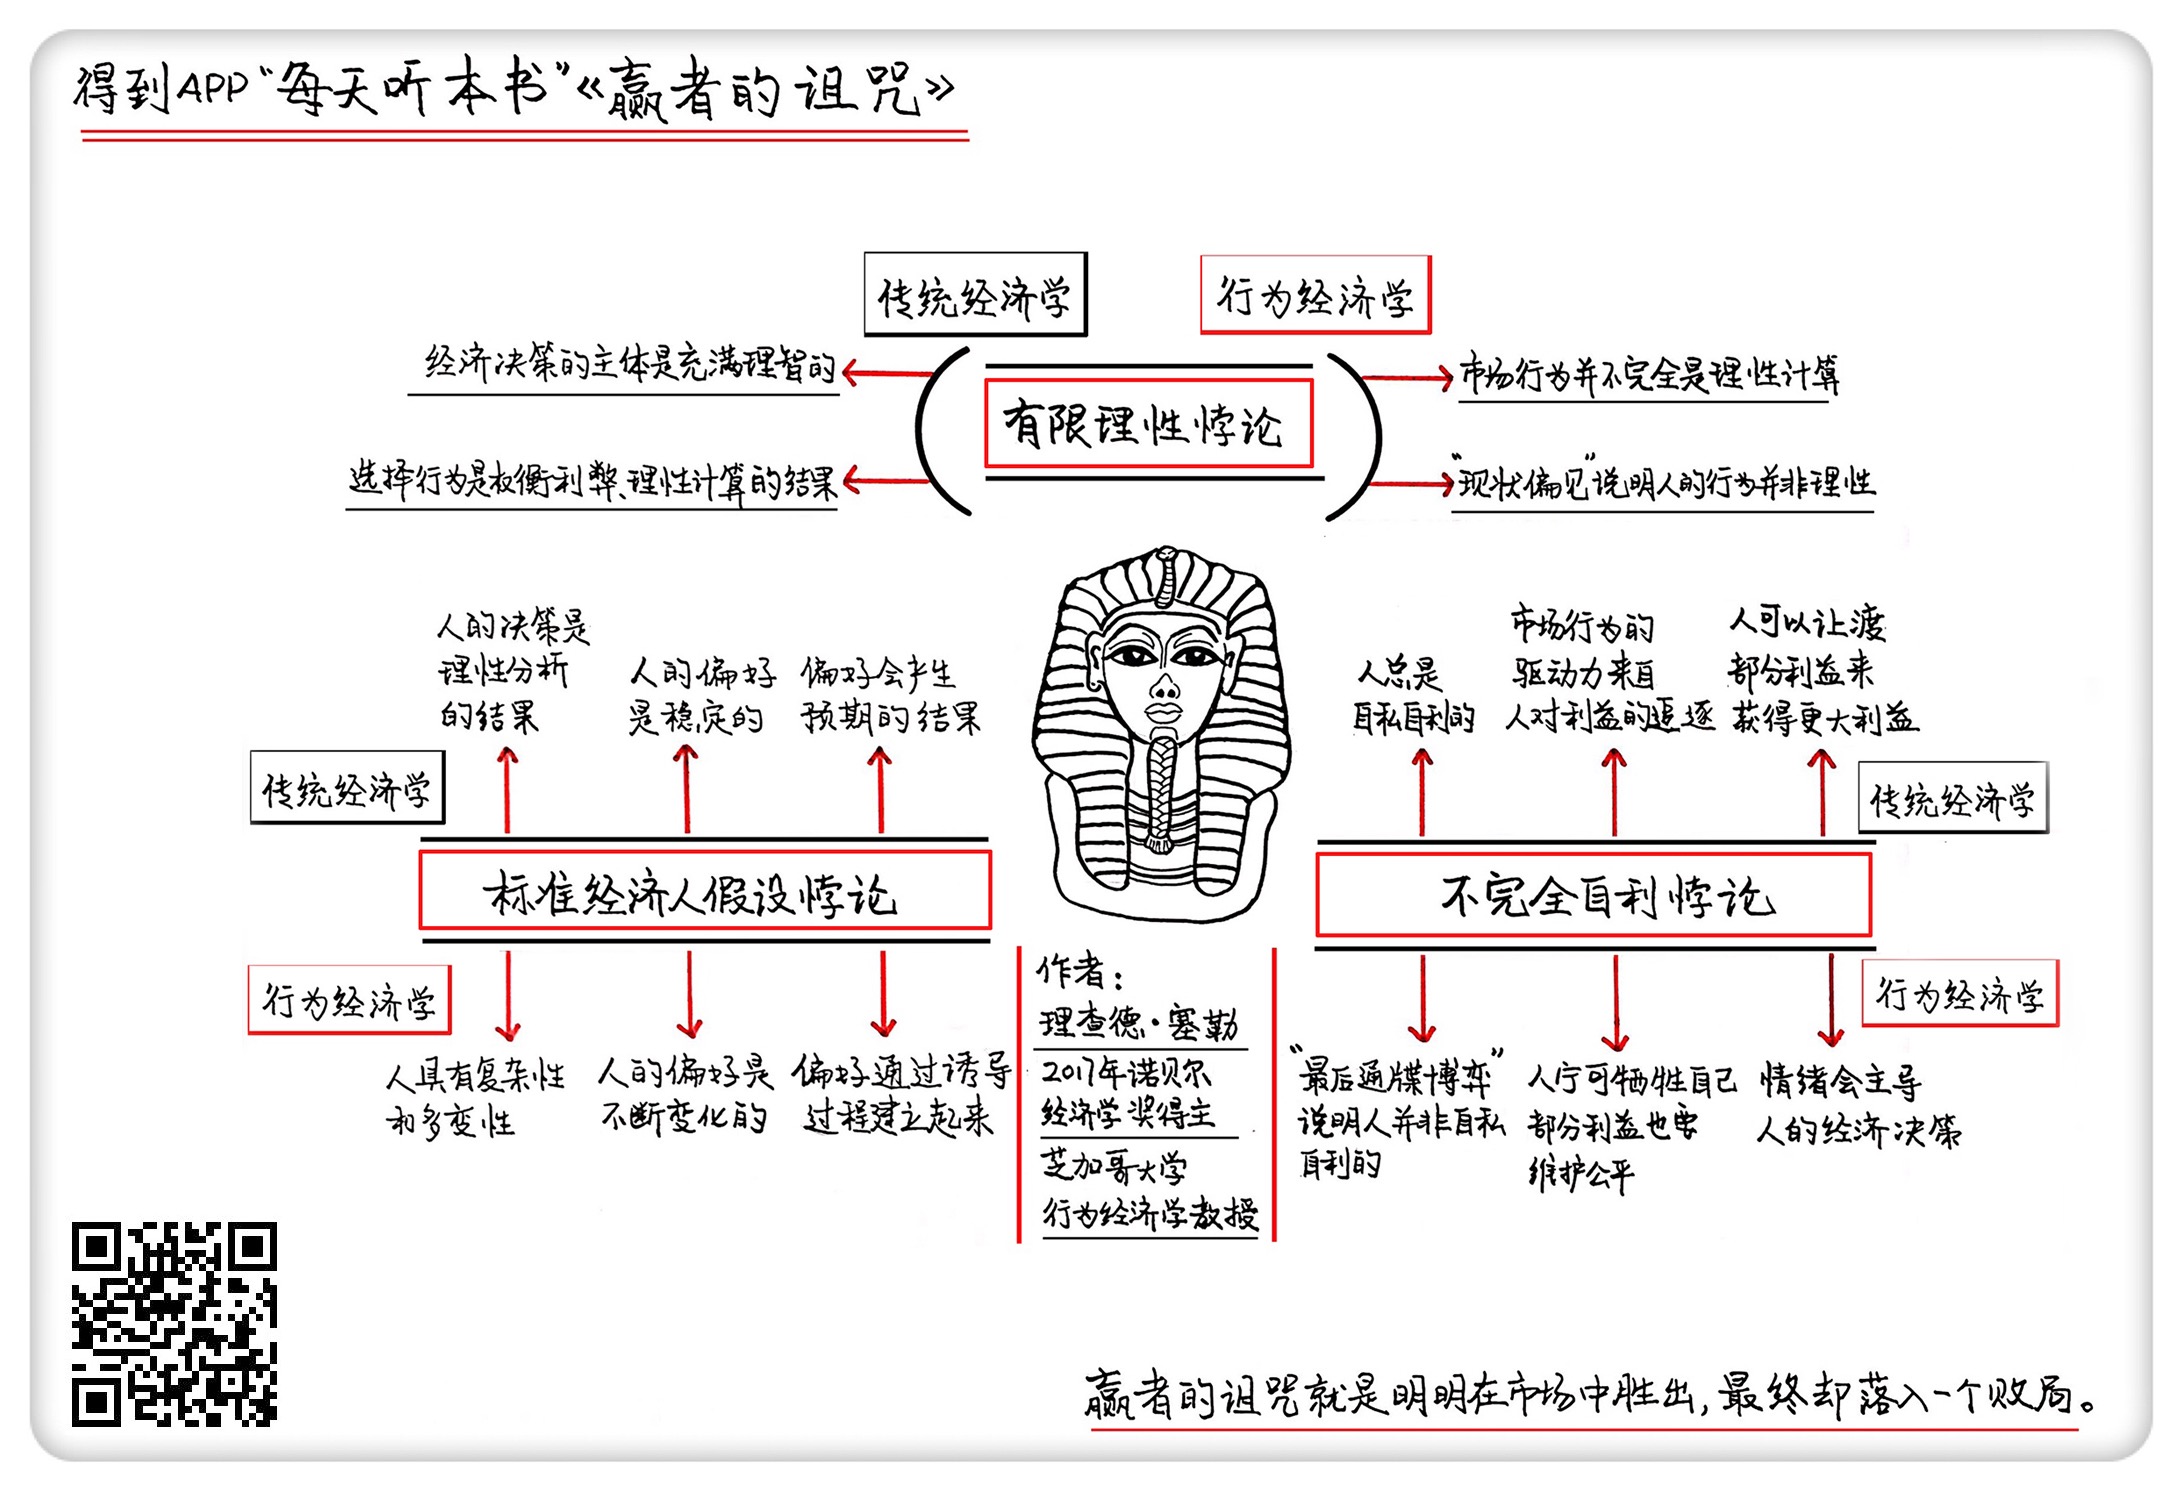 得到APP“每天听本书”《赢者的诅咒》
传统经济学
行为经济学
经济决策的主体是充满理智的
选择行为是权衡利弊、理性计算的结果
有限理性悖论
市场行为并不完全是理性计算
“现状偏见”说明人的行为并非理性
人的决策是
理性分析
的结果
人的偏好
是稳定的
偏好会产生
预期的结果
传统经济学
标准经济人假设悖论
行为经济学
人具有复杂性
和多变性
人的偏好是
不断变化的
偏好通过诱导
过程建立起来
人总是
自私自利的
市场行为的
驱动力来自
人对利益的追逐
人可以让渡
部分利益来
获得更大利益
传统经济学
不完全自利悖论
行为经济学
“最后通牒博弈”
说明人并非自私
自利的
人宁可牺牲自己
部分利益也要
维护公平
情绪会主导
人的经济决策
作者：
理查德·塞勒
2017年诺贝尔
经济学奖得主
芝加哥大学
行为经济学教授
赢者的诅咒就是明明在市场中胜出，最终却落入一个败局。